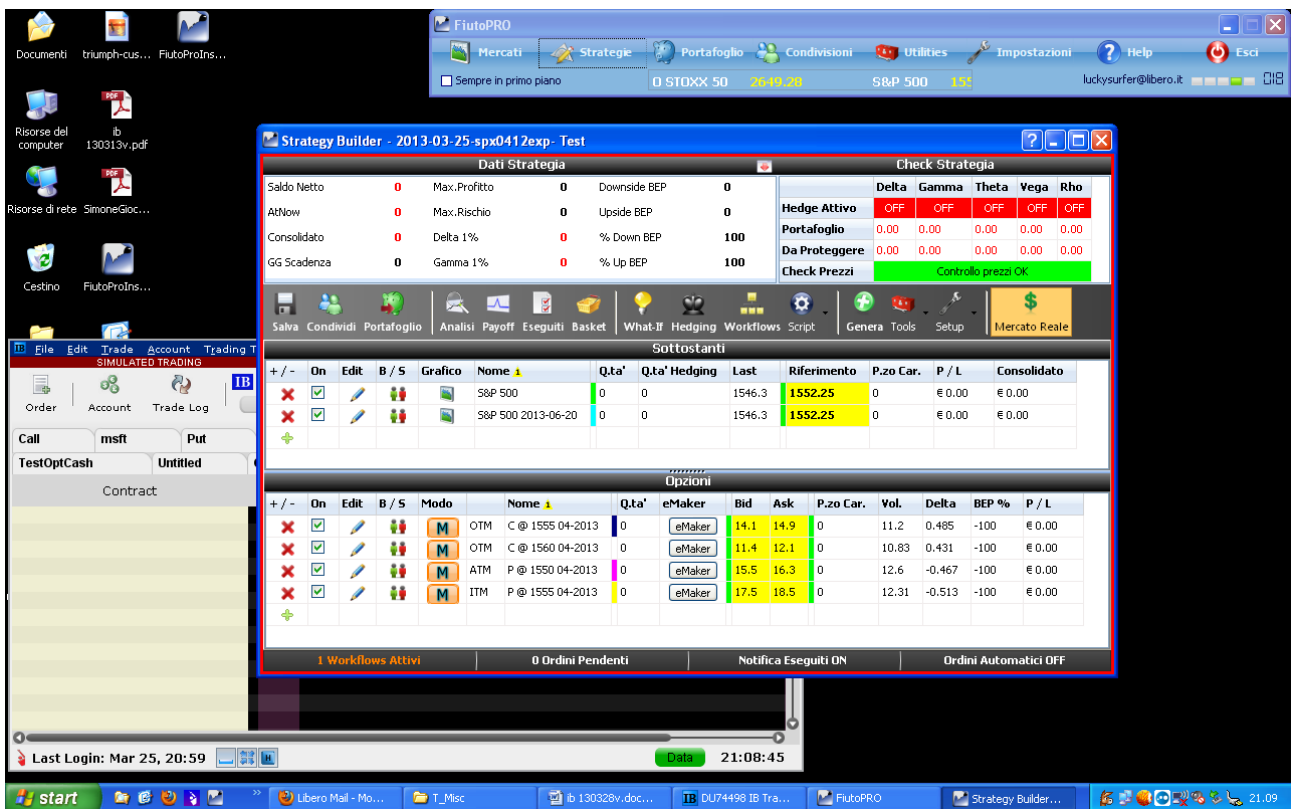 Documenti
triumph-cus...
FiutoProIns...
FiutoPRO
Mercati Strategie Portafoglio Condivisioni Utilities Impostazioni Help Esci
Sempre in primo piano
O STOXX 50 2649.28 S&P 500
luckysurfer@libero.it
018
Risorse del computer
ib 130313v.pdf
Risorse di rete
SimoneGioc...
Cestino
FiutoProIns...
Strategy Builder - 2013-03-25-spx0412exp- Test
Dati Strategia
Check Strategia
Saldo Netto 0 Max.Profitto 0 Downside BEP 0
AtNow 0 Max.Rischio 0 Upside BEP 0
Consolidato 0 Delta 1% 0 % Down BEP 100
GG Scadenza 0 Gamma 1% 0 % Up BEP 100
Delta Gamma Theta Vega Rho
Hedge Attivo OFF OFF OFF OFF OFF
Portafoglio 0.00 0.00 0.00 0.00 0.00
Da Proteggere 0.00 0.00 0.00 0.00 0.00
Check Prezzi Controllo prezzi OK
Salva Condividi Portafoglio Analisi Payoff Eseguiti Basket What-If Hedging Workflows Script Genera Tools Setup Mercato Reale
Sottostanti
+ / - On Edit B / S Grafico Nome i Q.ta' Q.ta' Hedging Last Riferimento P.zo Car. P / L Consolidato
S&P 500 0 0 1546.3 1552.25 0 € 0.00 € 0.00
S&P 500 2013-06-20 0 0 1546.3 1552.25 0 € 0.00 € 0.00
Opzioni
+ / - On Edit B / S Modo Nome i Q.ta' eMaker Bid Ask P.zo Car. Vol. Delta BEP % P / L
M OTM C @ 1555 04-2013 0 eMaker 14.1 14.9 0 11.2 0.485 -100 € 0.00
M OTM C @ 1560 04-2013 0 eMaker 11.4 12.1 0 10.83 0.431 -100 € 0.00
M ATM P @ 1550 04-2013 0 eMaker 15.5 16.3 0 12.6 -0.467 -100 € 0.00
M ITM P @ 1555 04-2013 0 eMaker 17.5 18.5 0 12.31 -0.513 -100 € 0.00
1 Workflows Attivi 0 Ordini Pendenti Notifica Eseguiti ON Ordini Automatici OFF
IB File Edit Trade Account Trading T
SIMULATED TRADING
Order Account Trade Log IB
Call msft Put
TestOptCash Untitled
Contract
Last Login: Mar 25, 20:59
Data 21:08:45
start
Libero Mail - Mo...
T_Misc
ib 130328v.doc...
IB DU74498 IB Tra...
FiutoPRO
Strategy Builder...
21.09